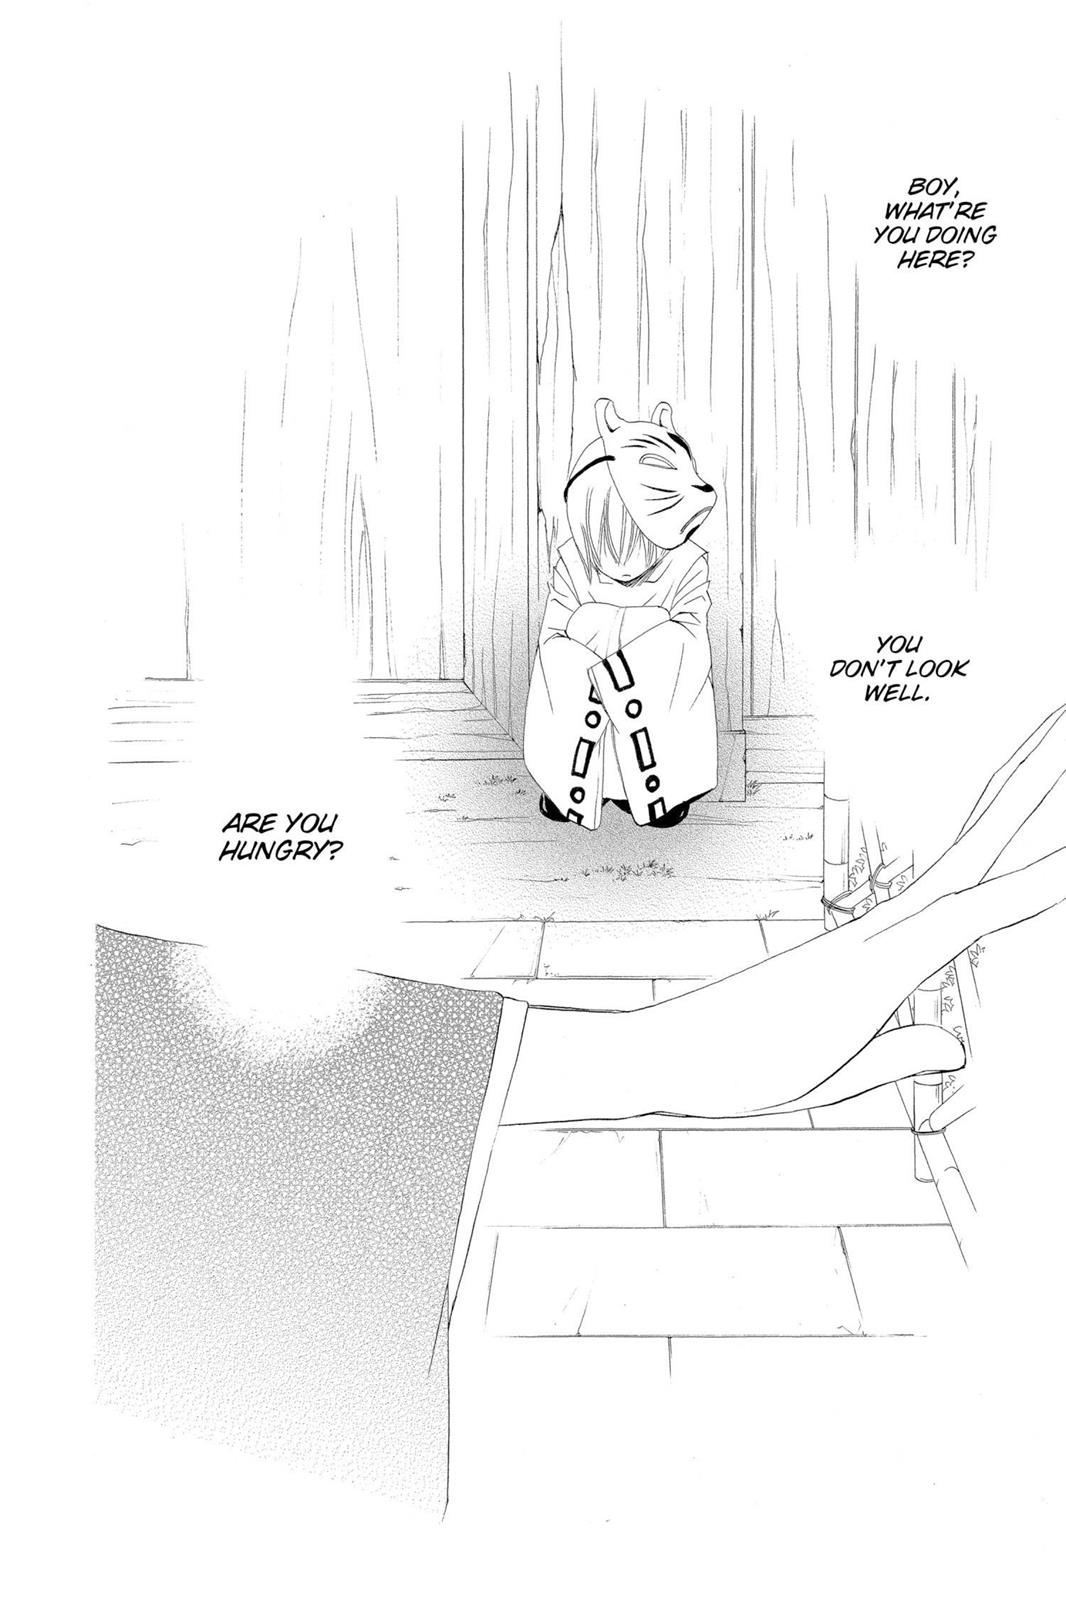 BOY,
WHAT'RE
YOU DOING
HERE?
YOU
DON'T LOOK
WELL.
ARE YOU
HUNGRY?